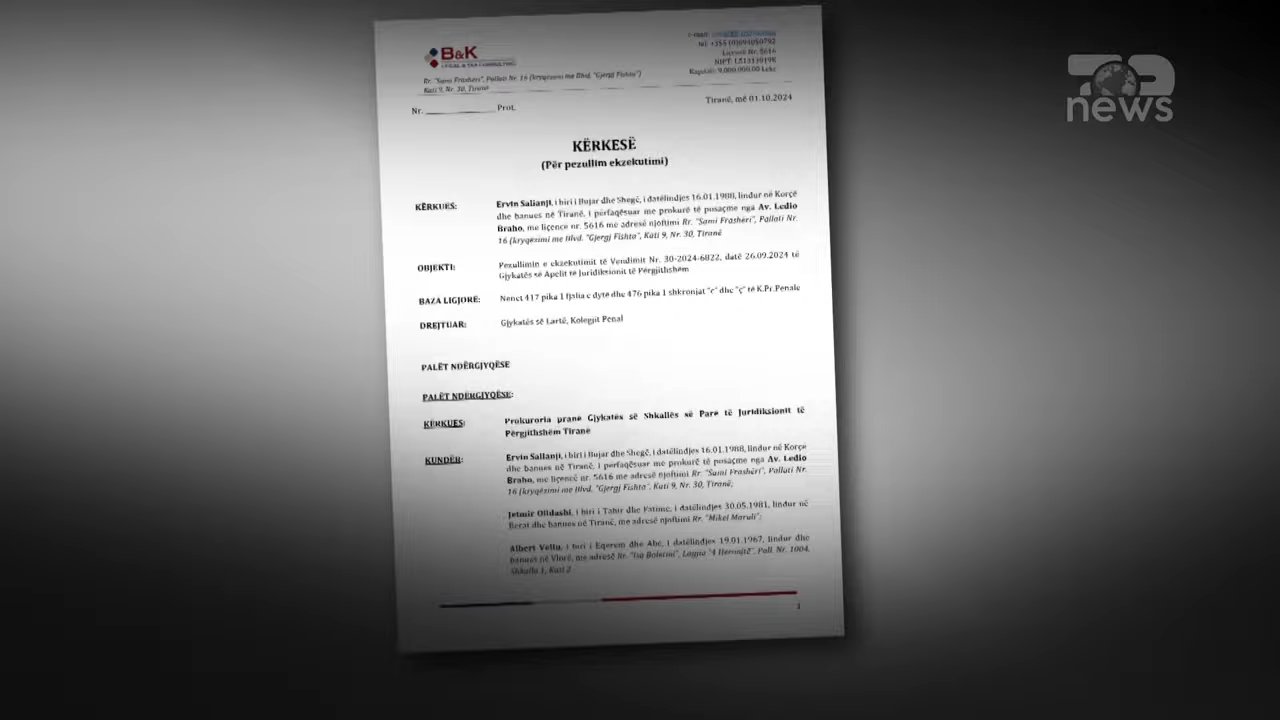 B&K
LEGAL & TAX CONSULTING
Rr. "Sami Frashëri", Pallati Nr. 16 (kryqëzimi me Blvd. "Gjergj Fishta")
Kati 9, Nr. 30, Tiranë
e-mail:
tel: +355 (0)694050792
Liçensë Nr. 5616
NIPT:
Kapitali: 9,000,000.00 Lekë
Nr. Prot.
Tiranë, më 01.10.2024
KËRKESË
(Për pezullim ekzekutimi)
KËRKUES: Ervin Salianji, i biri i Bujar dhe Shegë, i datëlindjes 16.01.1988, lindur në Korçë
dhe banues në Tiranë, i përfaqësuar me prokurë të posaçme nga Av. Ledio
Braho, me liçencë nr. 5616 me adresë njoftimi Rr. "Sami Frashëri", Pallati Nr.
16 (kryqëzimi me Blvd. "Gjergj Fishta", Kati 9, Nr. 30, Tiranë
OBJEKTI: Pezullimin e ekzekutimit të Vendimit Nr. 30-2024-6822, datë 26.09.2024 të
Gjykatës së Apelit të Juridiksionit të Përgjithshëm
BAZA LIGJORE: Nenet 417 pika 1 fjalia e dytë dhe 476 pika 1 shkronjat "c" dhe "ç" të K.Pr.Penale
DREJTUAR: Gjykatës së Lartë, Kolegjit Penal
PALËT NDËRGJYQËSE
PALËT NDËRGJYQËSE:
KËRKUES: Prokuroria pranë Gjykatës së Shkallës së Parë të Juridiksionit të
Përgjithshëm Tiranë
KUNDËR: Ervin Salianji, i biri i Bujar dhe Shegë, i datëlindjes 16.01.1988, lindur në Korçë
dhe banues në Tiranë, i përfaqësuar me prokurë të posaçme nga Av. Ledio
Braho, me liçencë nr. 5616 me adresë njoftimi Rr. "Sami Frashëri", Pallati Nr.
16 (kryqëzimi me Blvd. "Gjergj Fishta", Kati 9, Nr. 30, Tiranë,
Jetmir Olldashi, i biri i Tahir dhe Fatime, i datëlindjes 30.05.1981, lindur në
Berat dhe banues në Tiranë, me adresë njoftimi Rr. "Mikel Maruli";
Albert Veliu, i biri i Eqerem dhe Abe, i datëlindjes 19.01.1967, lindur dhe
banues në Vlorë, me adresë Rr. "Isa Boletini", Lagjia "4 Heronjtë", Pall. Nr. 1004,
Shkalla 1, Kati 2
1
news